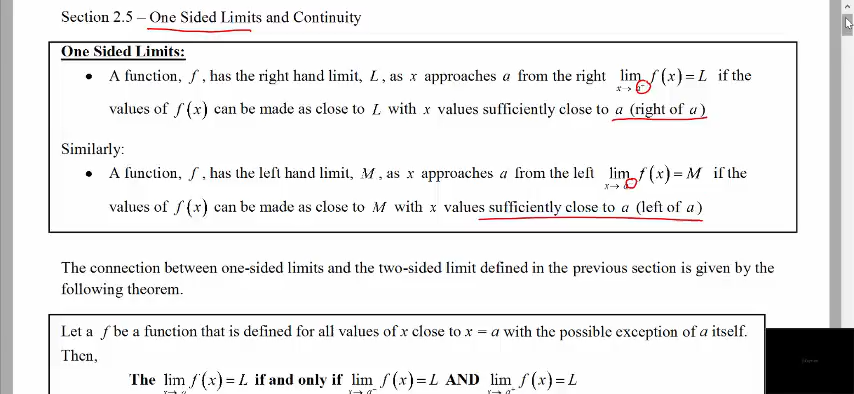 Section 2.5 – One Sided Limits and Continuity
One Sided Limits:
• A function, f , has the right hand limit, L , as x approaches a from the right lim x→ f(x) = L if the
values of f(x) can be made as close to L with x values sufficiently close to a (right of a)
Similarly:
• A function, f , has the left hand limit, M , as x approaches a from the left lim x→ f(x) = M if the
values of f(x) can be made as close to M with x values sufficiently close to a (left of a)
The connection between one-sided limits and the two-sided limit defined in the previous section is given by the
following theorem.
Let a f be a function that is defined for all values of x close to x = a with the possible exception of a itself.
Then,
The lim x→a f(x) = L if and only if lim x→a⁻ f(x) = L AND lim x→a⁺ f(x) = L